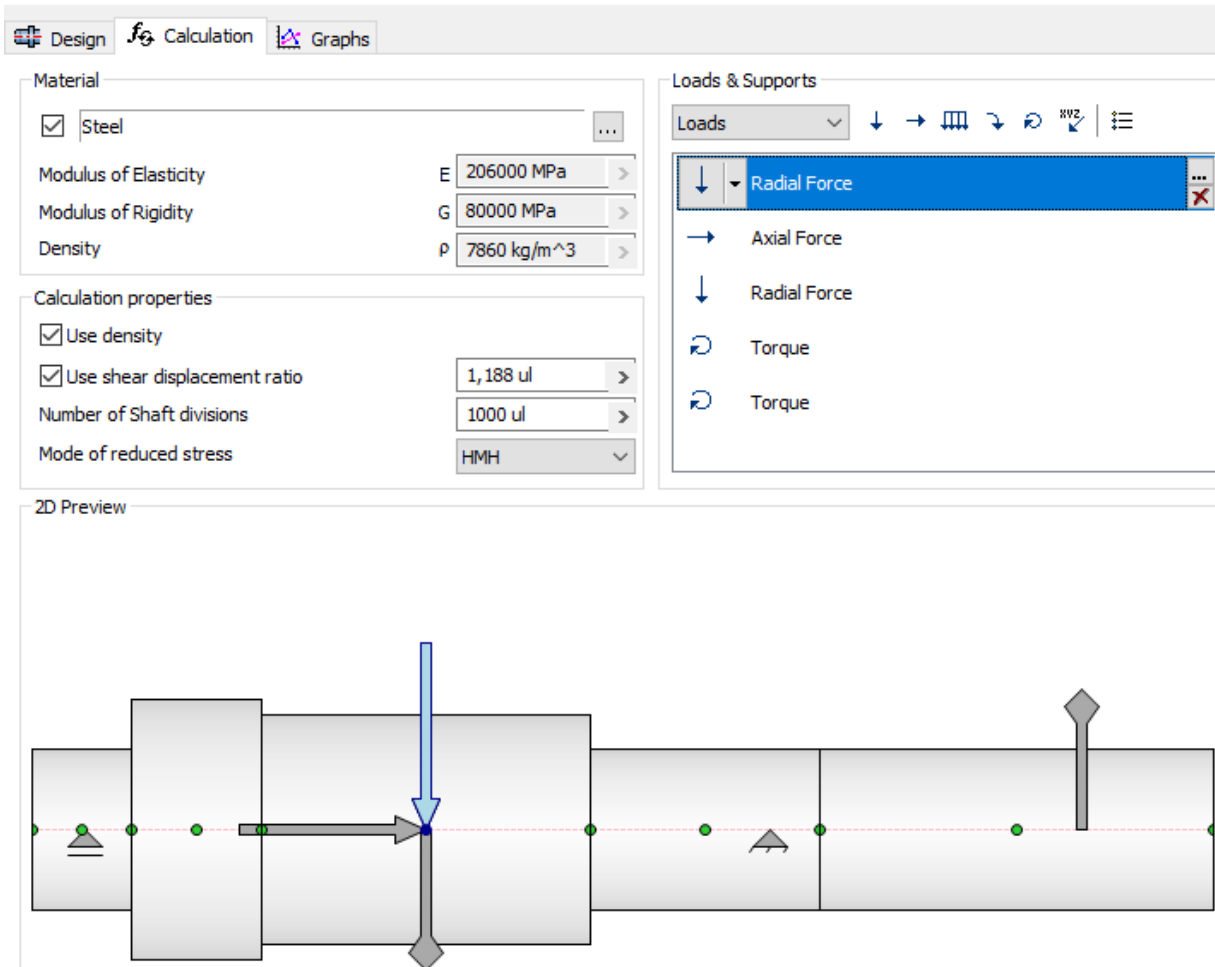 Design Calculation Graphs
Material
Steel ...
Modulus of Elasticity E 206000 MPa >
Modulus of Rigidity G 80000 MPa >
Density ρ 7860 kg/m^3 >
Calculation properties
Use density
Use shear displacement ratio 1,188 ul >
Number of Shaft divisions 1000 ul >
Mode of reduced stress HMH
Loads & Supports
Loads XYZ
Radial Force ...
Axial Force
Radial Force
Torque
Torque
2D Preview